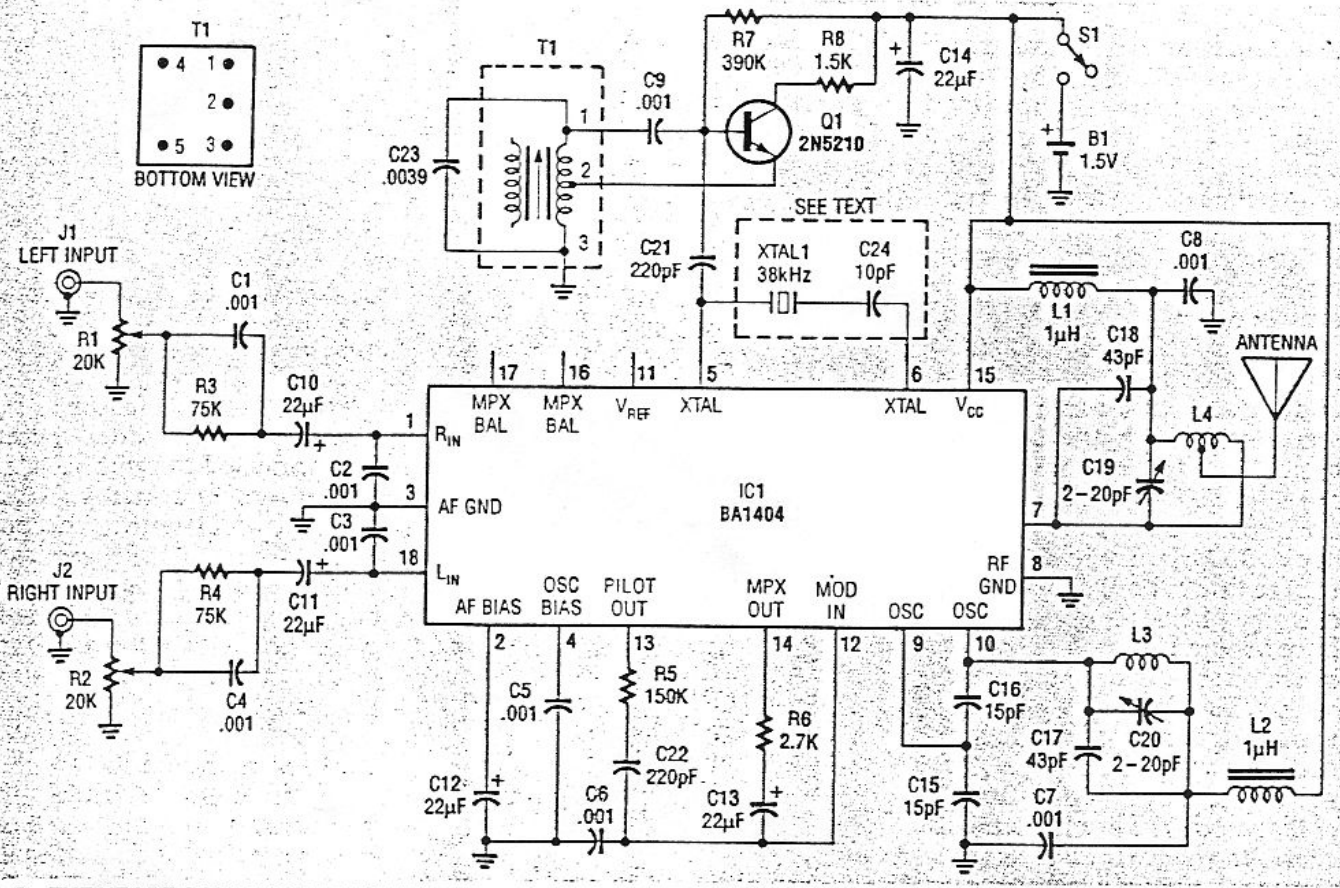 T1
4 1
2
5 3
BOTTOM VIEW
T1
1
2
3
C23
.0039
C9
.001
R7
390K
R8
1.5K
Q1
2N5210
C14
22µF
S1
B1
1.5V
J1
LEFT INPUT
R1
20K
C1
.001
R3
75K
C10
22µF
C2
.001
C3
.001
J2
RIGHT INPUT
R2
20K
R4
75K
C4
.001
C11
22µF
C21
220pF
SEE TEXT
XTAL1
38kHz
C24
10pF
L1
1µH
C8
.001
C18
43pF
ANTENNA
L4
C19
2–20pF
17
MPX
BAL
16
MPX
BAL
11
VREF
5
XTAL
6
XTAL
15
VCC
1
RIN
3
AF GND
18
LIN
IC1
BA1404
7
8
RF
GND
AF BIAS
2
OSC
BIAS
4
PILOT
OUT
13
MPX
OUT
14
MOD
IN
12
OSC
9
OSC
10
C12
22µF
C5
.001
C6
.001
R5
150K
C22
220pF
R6
2.7K
C13
22µF
C16
15pF
C15
15pF
C17
43pF
L3
C20
2–20pF
C7
.001
L2
1µH